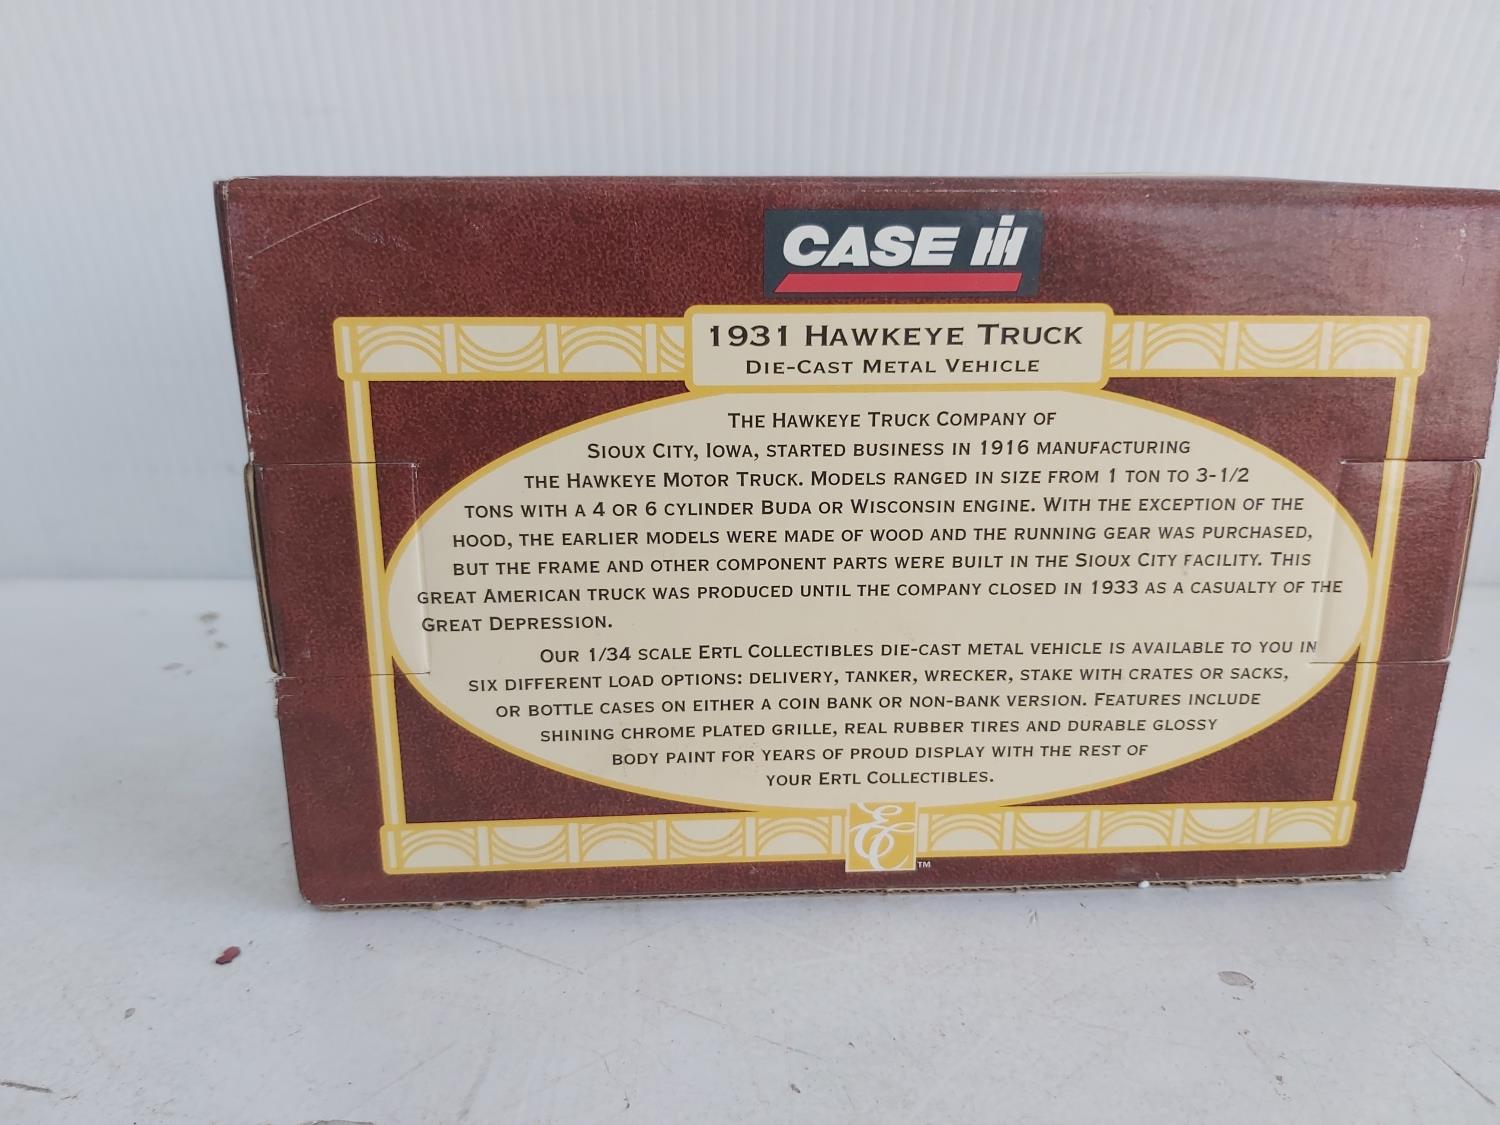 CASE IH
1931 HAWKEYE TRUCK
DIE-CAST METAL VEHICLE
THE HAWKEYE TRUCK COMPANY OF
SIOUX CITY, IOWA, STARTED BUSINESS IN 1916 MANUFACTURING
THE HAWKEYE MOTOR TRUCK. MODELS RANGED IN SIZE FROM 1 TON TO 3-1/2
TONS WITH A 4 OR 6 CYLINDER BUDA OR WISCONSIN ENGINE. WITH THE EXCEPTION OF THE
HOOD, THE EARLIER MODELS WERE MADE OF WOOD AND THE RUNNING GEAR WAS PURCHASED,
BUT THE FRAME AND OTHER COMPONENT PARTS WERE BUILT IN THE SIOUX CITY FACILITY. THIS
GREAT AMERICAN TRUCK WAS PRODUCED UNTIL THE COMPANY CLOSED IN 1933 AS A CASUALTY OF THE
GREAT DEPRESSION.
OUR 1/34 SCALE ERTL COLLECTIBLES DIE-CAST METAL VEHICLE IS AVAILABLE TO YOU IN
SIX DIFFERENT LOAD OPTIONS: DELIVERY, TANKER, WRECKER, STAKE WITH CRATES OR SACKS,
OR BOTTLE CASES ON EITHER A COIN BANK OR NON-BANK VERSION. FEATURES INCLUDE
SHINING CHROME PLATED GRILLE, REAL RUBBER TIRES AND DURABLE GLOSSY
BODY PAINT FOR YEARS OF PROUD DISPLAY WITH THE REST OF
YOUR ERTL COLLECTIBLES.
EC™